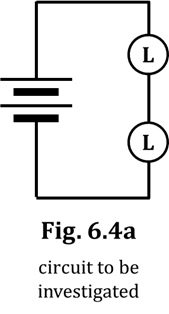 L
L
Fig. 6.4a
circuit to be
investigated